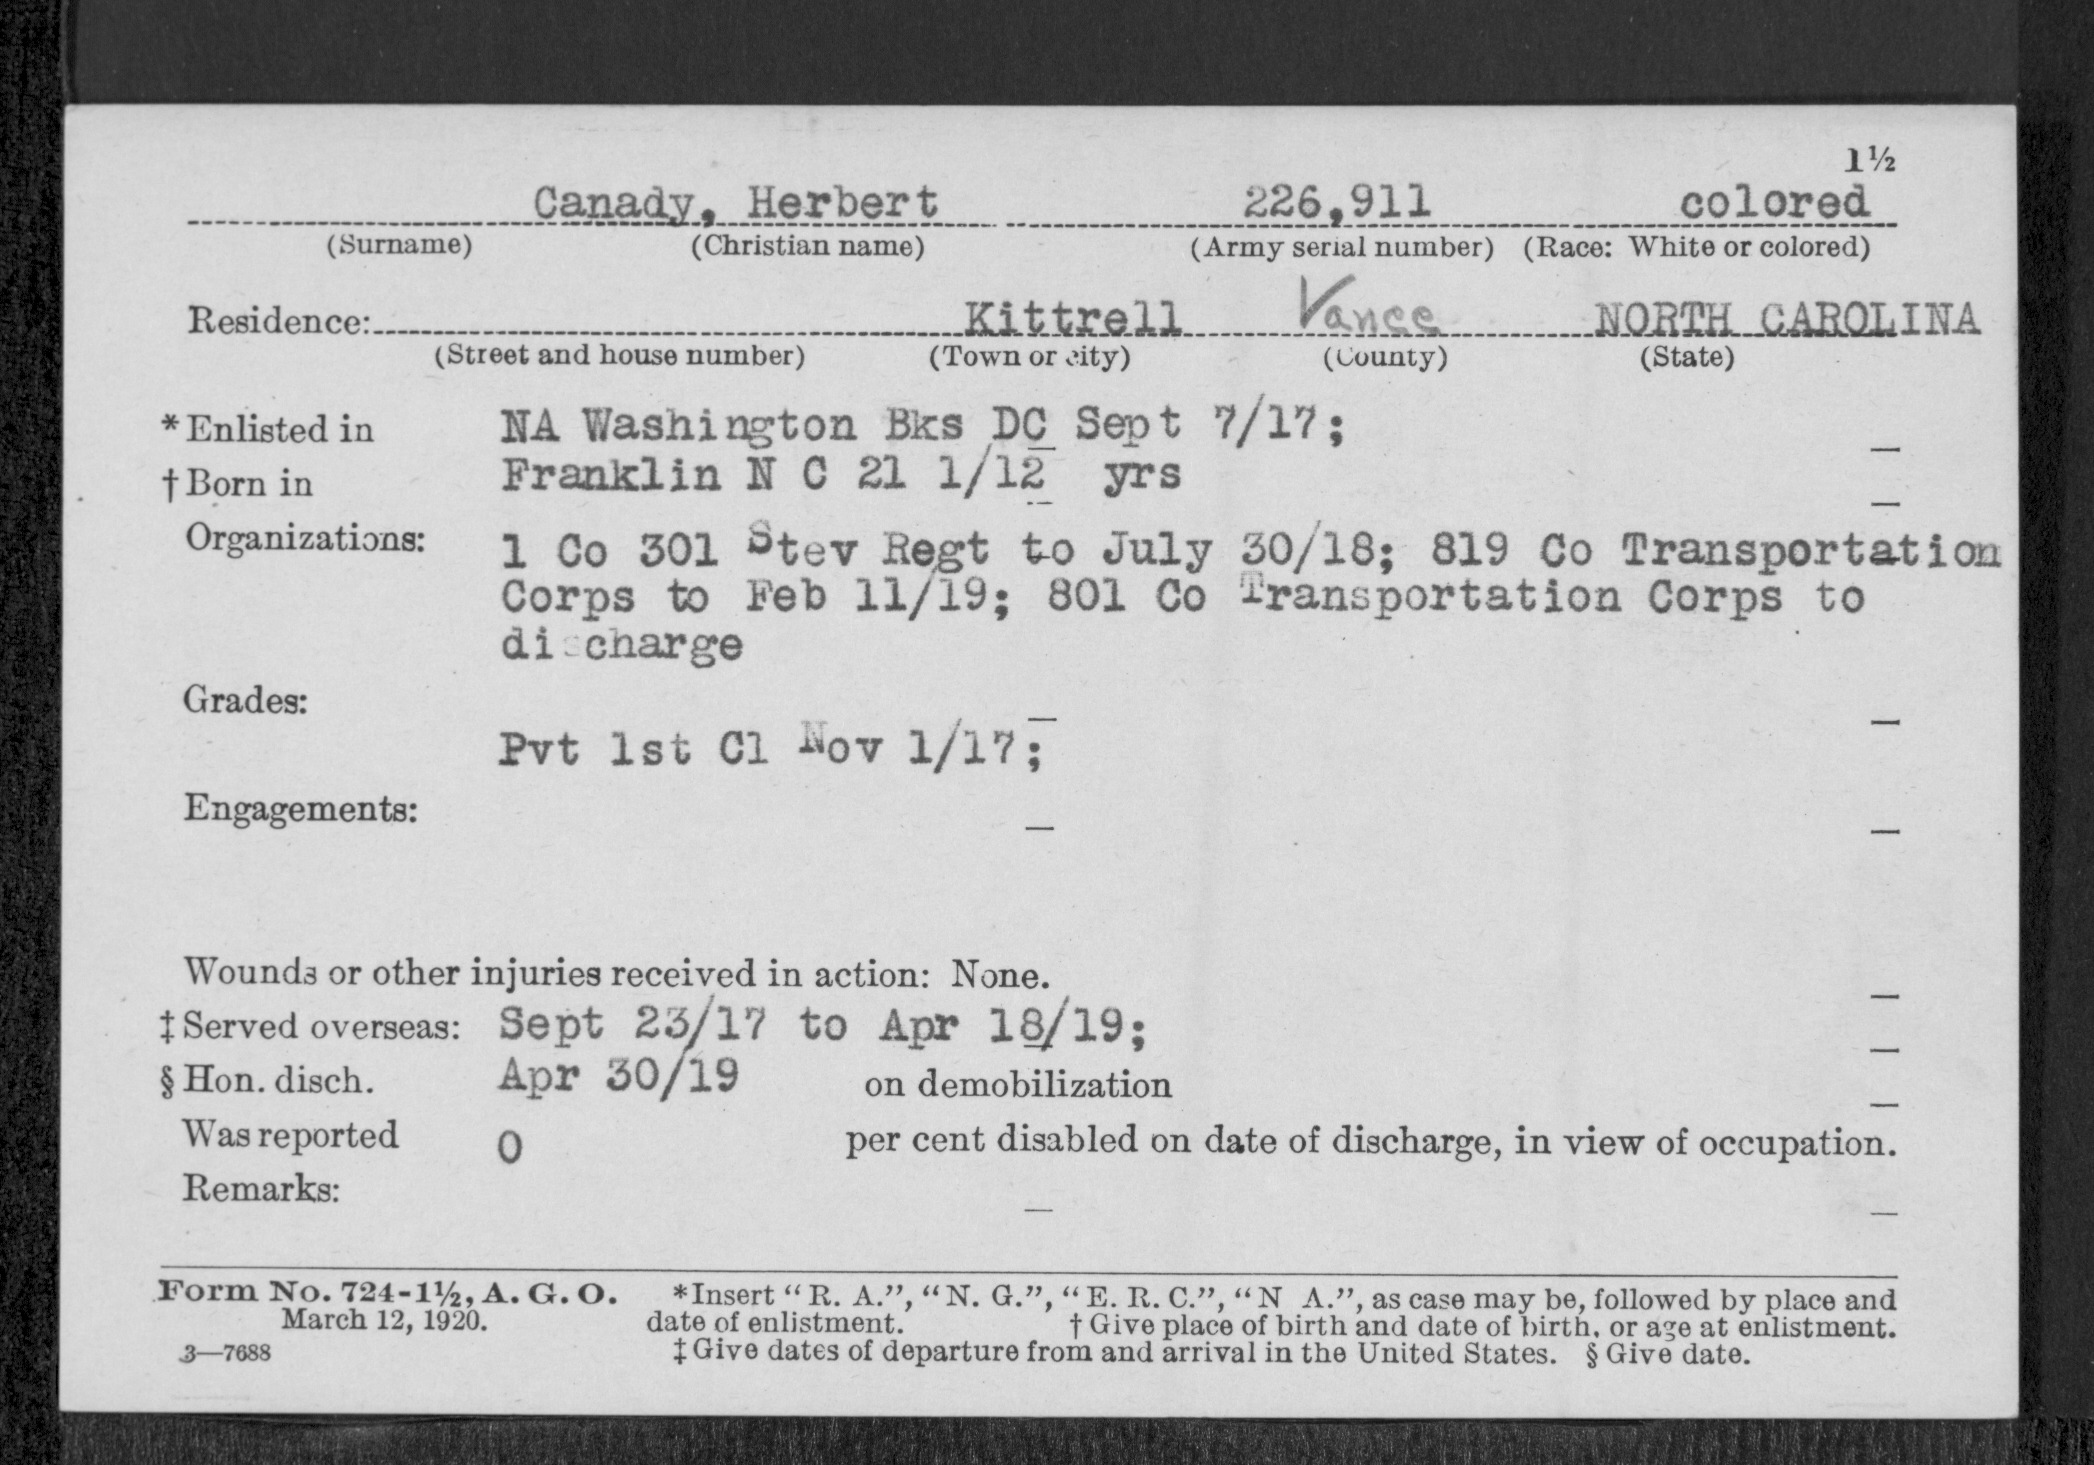 1½
Canady, Herbert 226,911 colored
(Surname) (Christian name) (Army serial number) (Race: White or colored)
Residence: Kittrell Vance NORTH CAROLINA
(Street and house number) (Town or city) (County) (State)
*Enlisted in NA Washington Bks DC Sept 7/17;
†Born in Franklin N C 21 1/12 yrs
Organizations: 1 Co 301 Stev Regt to July 30/18; 819 Co Transportation
Corps to Feb 11/19; 801 Co Transportation Corps to
discharge
Grades:
Pvt 1st Cl Nov 1/17;
Engagements:
Wounds or other injuries received in action: None.
‡Served overseas: Sept 23/17 to Apr 18/19;
§Hon. disch. Apr 30/19 on demobilization
Was reported 0 per cent disabled on date of discharge, in view of occupation.
Remarks:
Form No. 724-1½, A. G. O. *Insert "R. A.", "N. G.", "E. R. C.", "N A.", as case may be, followed by place and
March 12, 1920. date of enlistment. †Give place of birth and date of birth, or age at enlistment.
3—7688 ‡Give dates of departure from and arrival in the United States. §Give date.